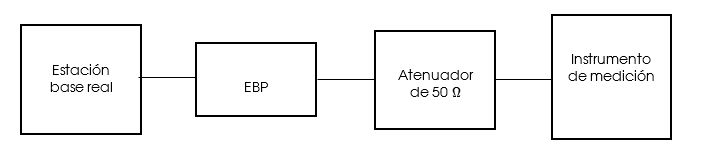 Estación
base real
EBP
Atenuador
de 50 Ω
Instrumento
de medición